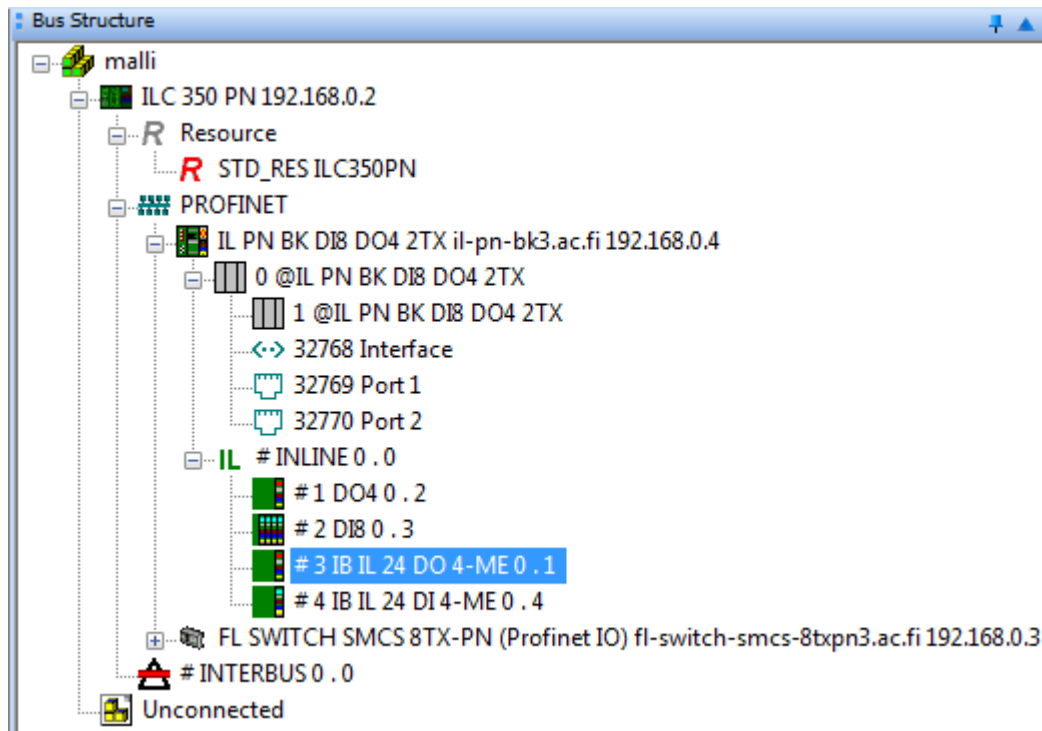 Bus Structure
malli
ILC 350 PN 192.168.0.2
R Resource
R STD_RES ILC350PN
PROFINET
IL PN BK DI8 DO4 2TX il-pn-bk3.ac.fi 192.168.0.4
0 @IL PN BK DI8 DO4 2TX
1 @IL PN BK DI8 DO4 2TX
32768 Interface
32769 Port 1
32770 Port 2
IL # INLINE 0 . 0
# 1 DO4 0 . 2
# 2 DI8 0 . 3
# 3 IB IL 24 DO 4-ME 0 . 1
# 4 IB IL 24 DI 4-ME 0 . 4
FL SWITCH SMCS 8TX-PN (Profinet IO) fl-switch-smcs-8txpn3.ac.fi 192.168.0.3
# INTERBUS 0 . 0
Unconnected